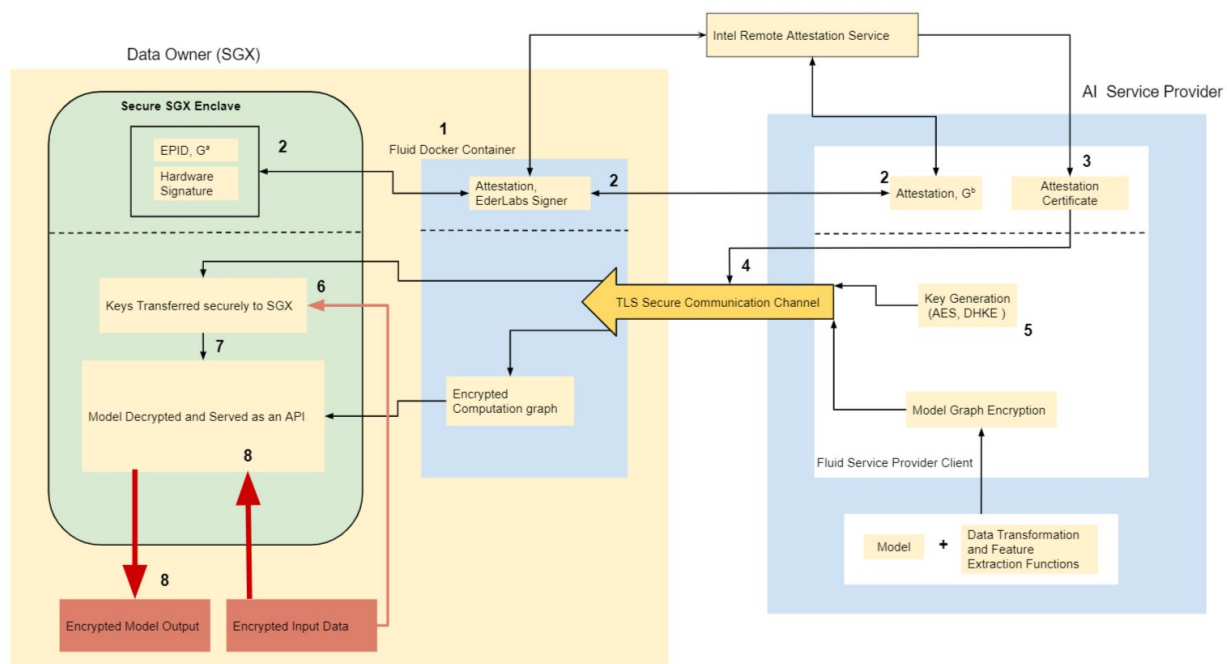 Intel Remote Attestation Service
Data Owner (SGX)
AI Service Provider
Secure SGX Enclave
EPID, Gᵃ
Hardware
Signature
2
1
Fluid Docker Container
Attestation,
EderLabs Signer
2
2
Attestation, Gᵇ
3
Attestation
Certificate
4
TLS Secure Communication Channel
Key Generation
(AES, DHKE )
5
Keys Transferred securely to SGX
6
7
Model Decrypted and Served as an API
8
Encrypted
Computation graph
Model Graph Encryption
Fluid Service Provider Client
Model
+
Data Transformation
and Feature
Extraction Functions
8
Encrypted Model Output
Encrypted Input Data